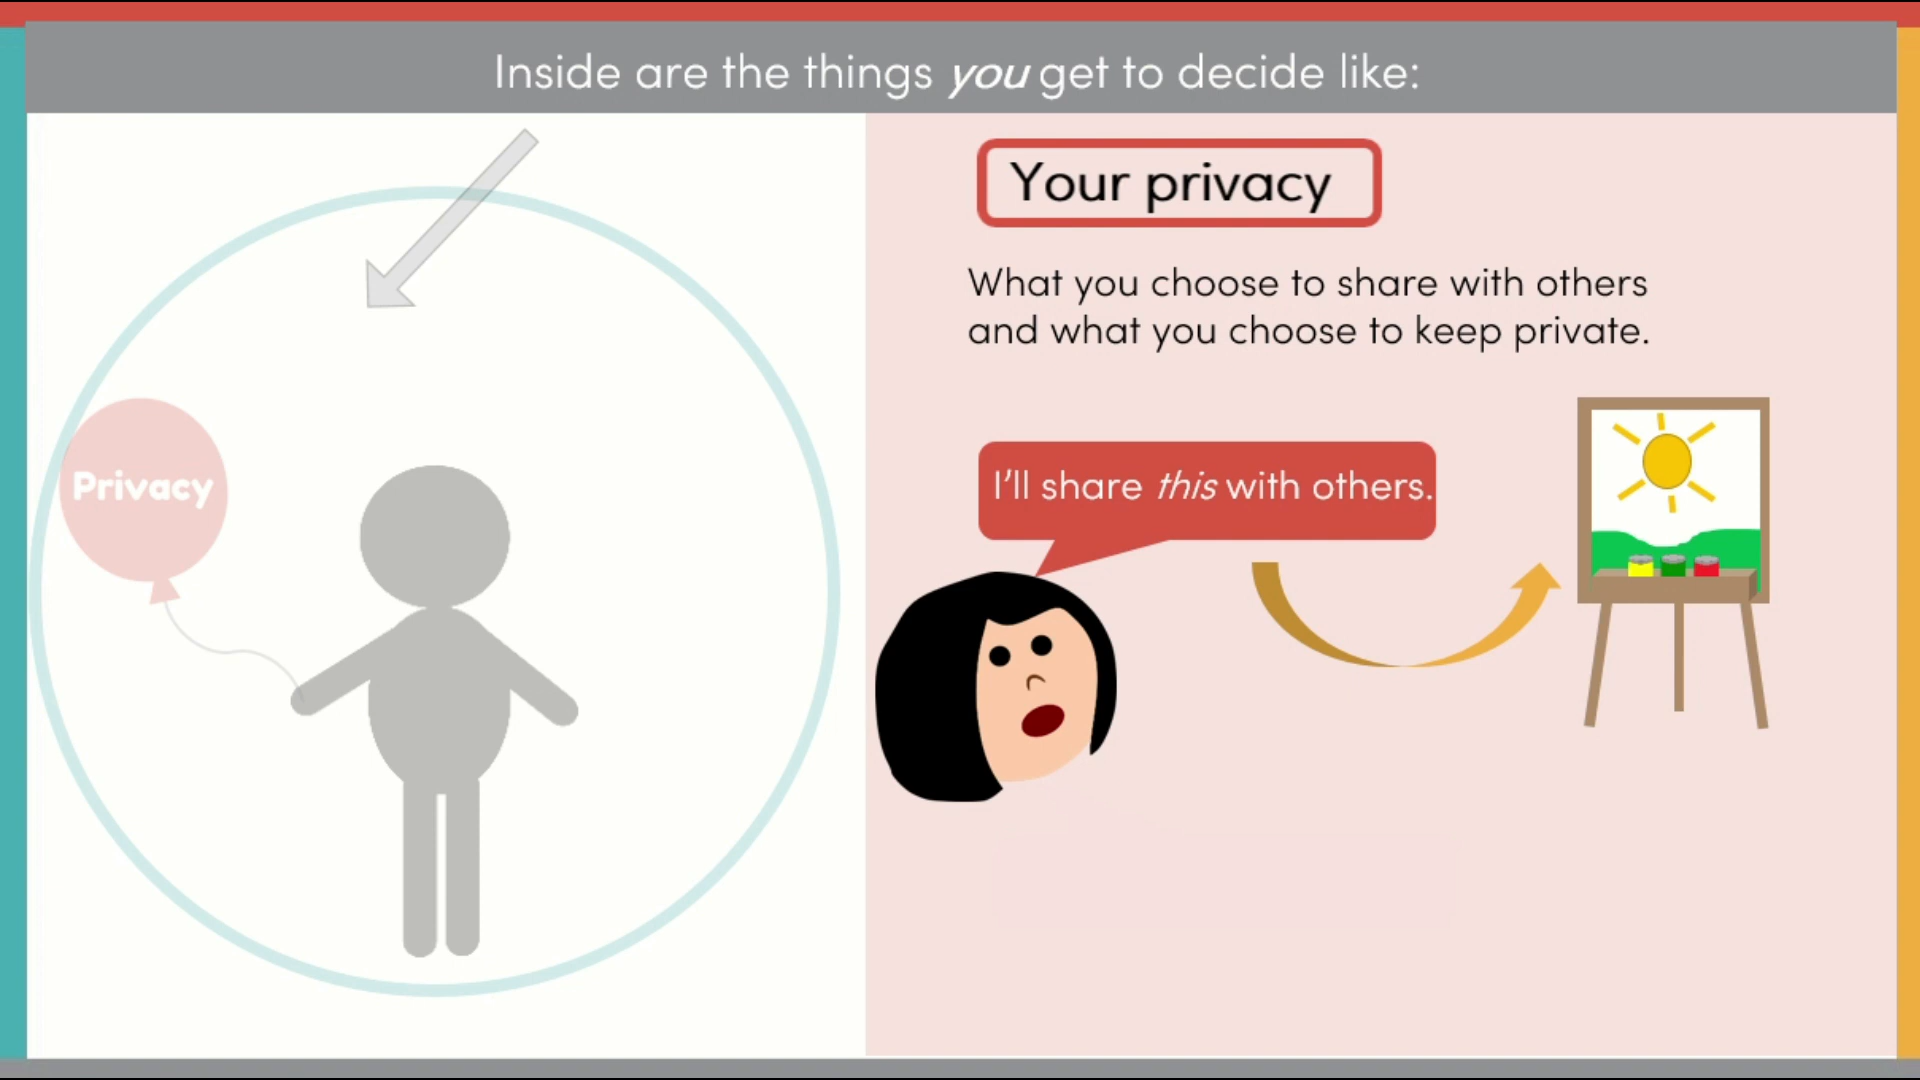 Inside are the things you get to decide like:
Your privacy
What you choose to share with others
and what you choose to keep private.
Privacy
I'll share this with others.